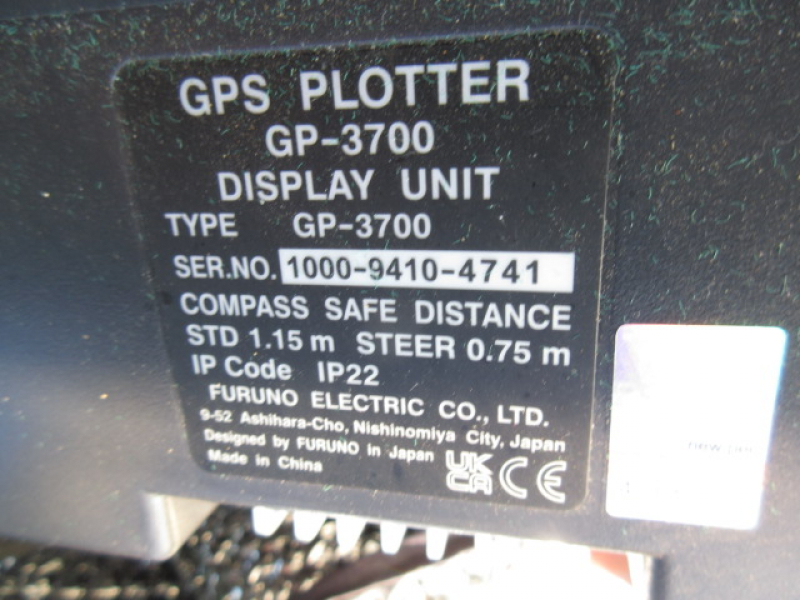 GPS PLOTTER
GP-3700
DISPLAY UNIT
TYPE GP-3700
SER.NO. 1000-9410-4741
COMPASS SAFE DISTANCE
STD 1.15 m STEER 0.75 m
IP Code IP22
FURUNO ELECTRIC CO., LTD.
9-52 Ashihara-Cho, Nishinomiya City, Japan
Designed by FURUNO in Japan
Made in China
UK
CA CE